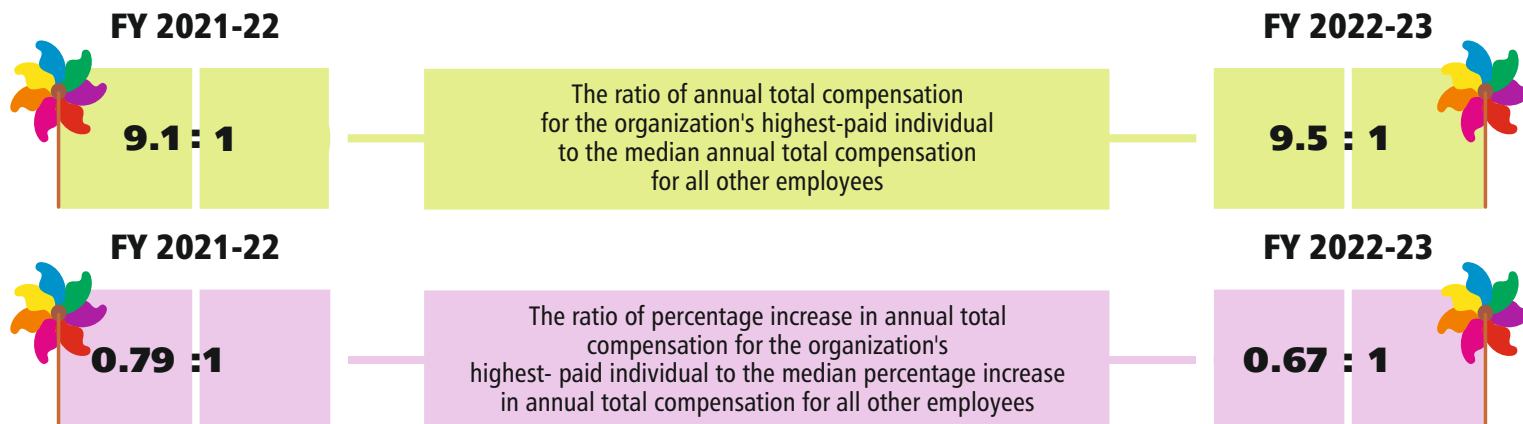 FY 2021-22
FY 2022-23
9.1 : 1
The ratio of annual total compensation
for the organization's highest-paid individual
to the median annual total compensation
for all other employees
9.5 : 1
FY 2021-22
FY 2022-23
0.79 :1
The ratio of percentage increase in annual total
compensation for the organization's
highest- paid individual to the median percentage increase
in annual total compensation for all other employees
0.67 : 1